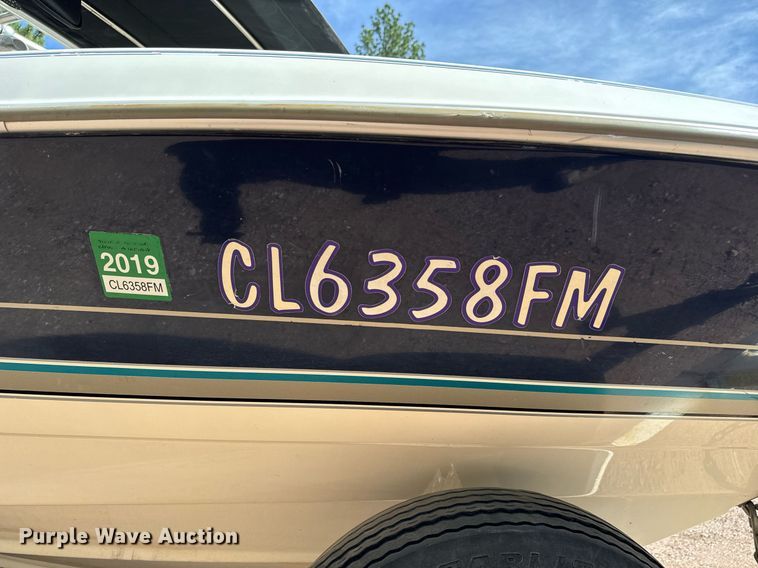 2019
CL6358FM
CL6358FM
Purple Wave Auction